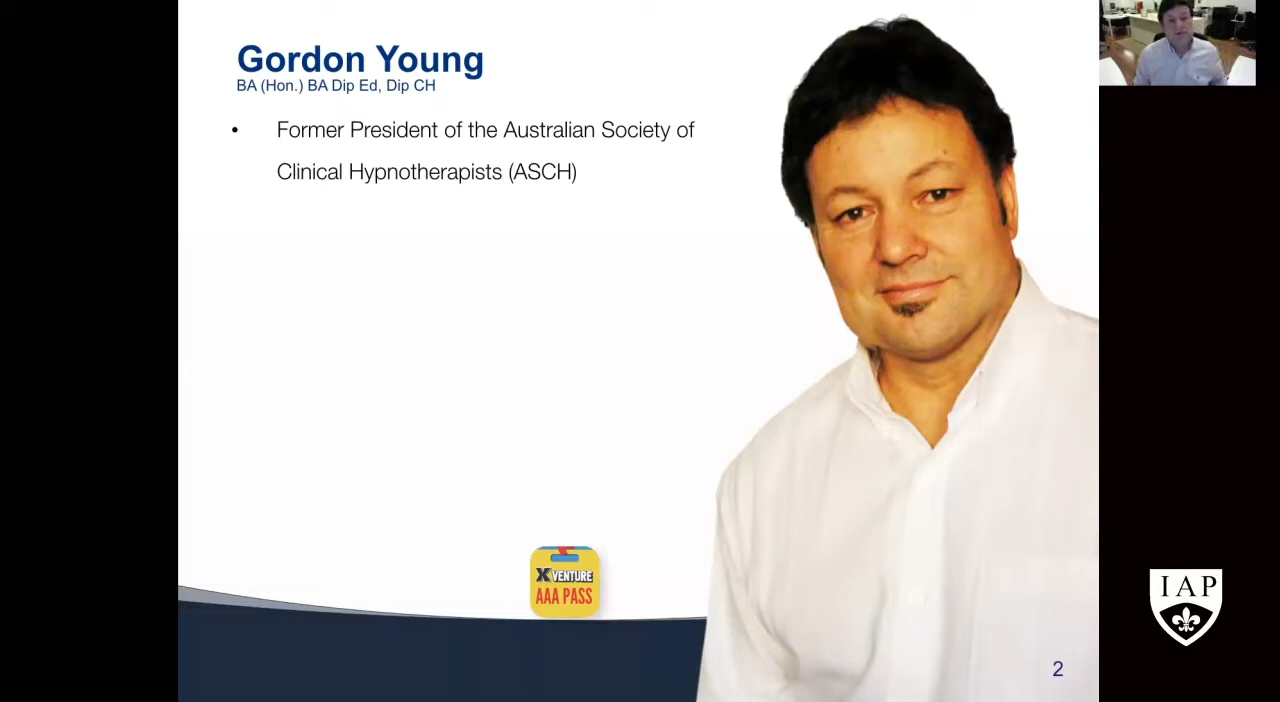 Gordon Young
BA (Hon.) BA Dip Ed, Dip CH
• Former President of the Australian Society of
Clinical Hypnotherapists (ASCH)
XVENTURE
AAA PASS
2
IAP